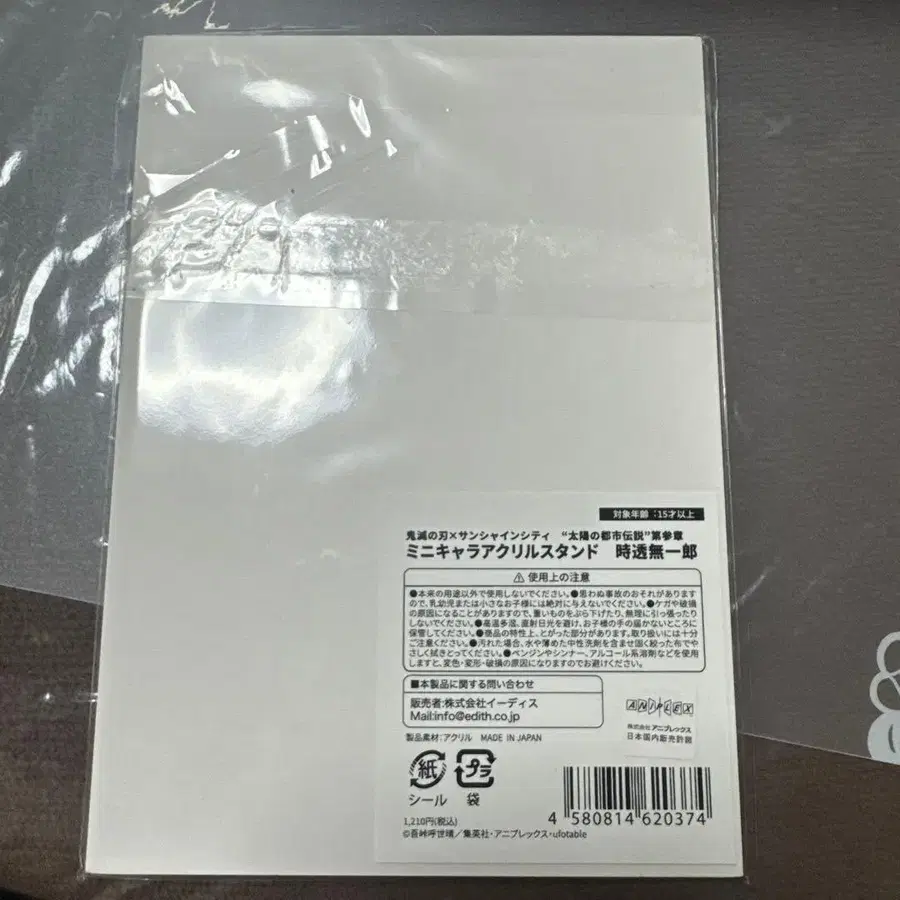 対象年齢:15才以上
鬼滅の刃×サンシャインシティ “太陽の都市伝説”第参章
ミニキャラアクリルスタンド 時透無一郎
⚠使用上の注意
●本来の用途以外で使用しないでください。●思わぬ事故のおそれがあります
ので、乳幼児または小さなお子様には絶対に与えないでください。●ケガや破損
の原因になることがありますので、重いものをぶら下げたり、無理に引っ張ったり
しないでください。●高温多湿、直射日光を避け、お子様の手の届かないところに
保管してください。●商品の特性上、とがった部分があります。取り扱いには十分
ご注意ください。●汚れた場合、水や薄めた中性洗剤を含ませ固く絞った布でや
さしく拭きとってください。●ベンジンやシンナー、アルコール系溶剤などを使用
しますと、変色・変形・破損の原因になりますのでお避けください。
■本製品に関する問い合わせ
販売者:株式会社イーディス
Mail:info@edith.co.jp
ANIPLEX
株式会社アニプレックス
日本国内販売許諾
製品素材:アクリル MADE IN JAPAN
紙
プラ
シール
袋
1,210円(税込)
4 580814 620374
©吾峠呼世晴/集英社・アニプレックス・ufotable